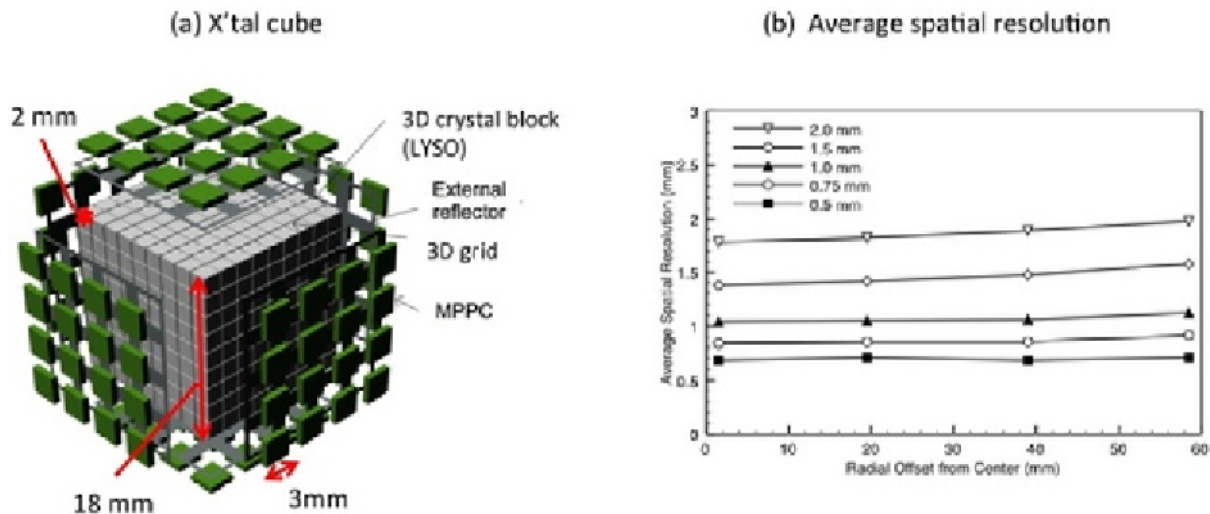 (a) X'tal cube
2 mm
3D crystal block
(LYSO)
External
reflector
3D grid
MPPC
18 mm
3mm
(b) Average spatial resolution
3
2.5
2
1.5
1
0.5
0
Average Spatial Resolution (mm)
2.0 mm
1.5 mm
1.0 mm
0.75 mm
0.5 mm
0 10 20 30 40 50 60
Radial Offset from Center (mm)